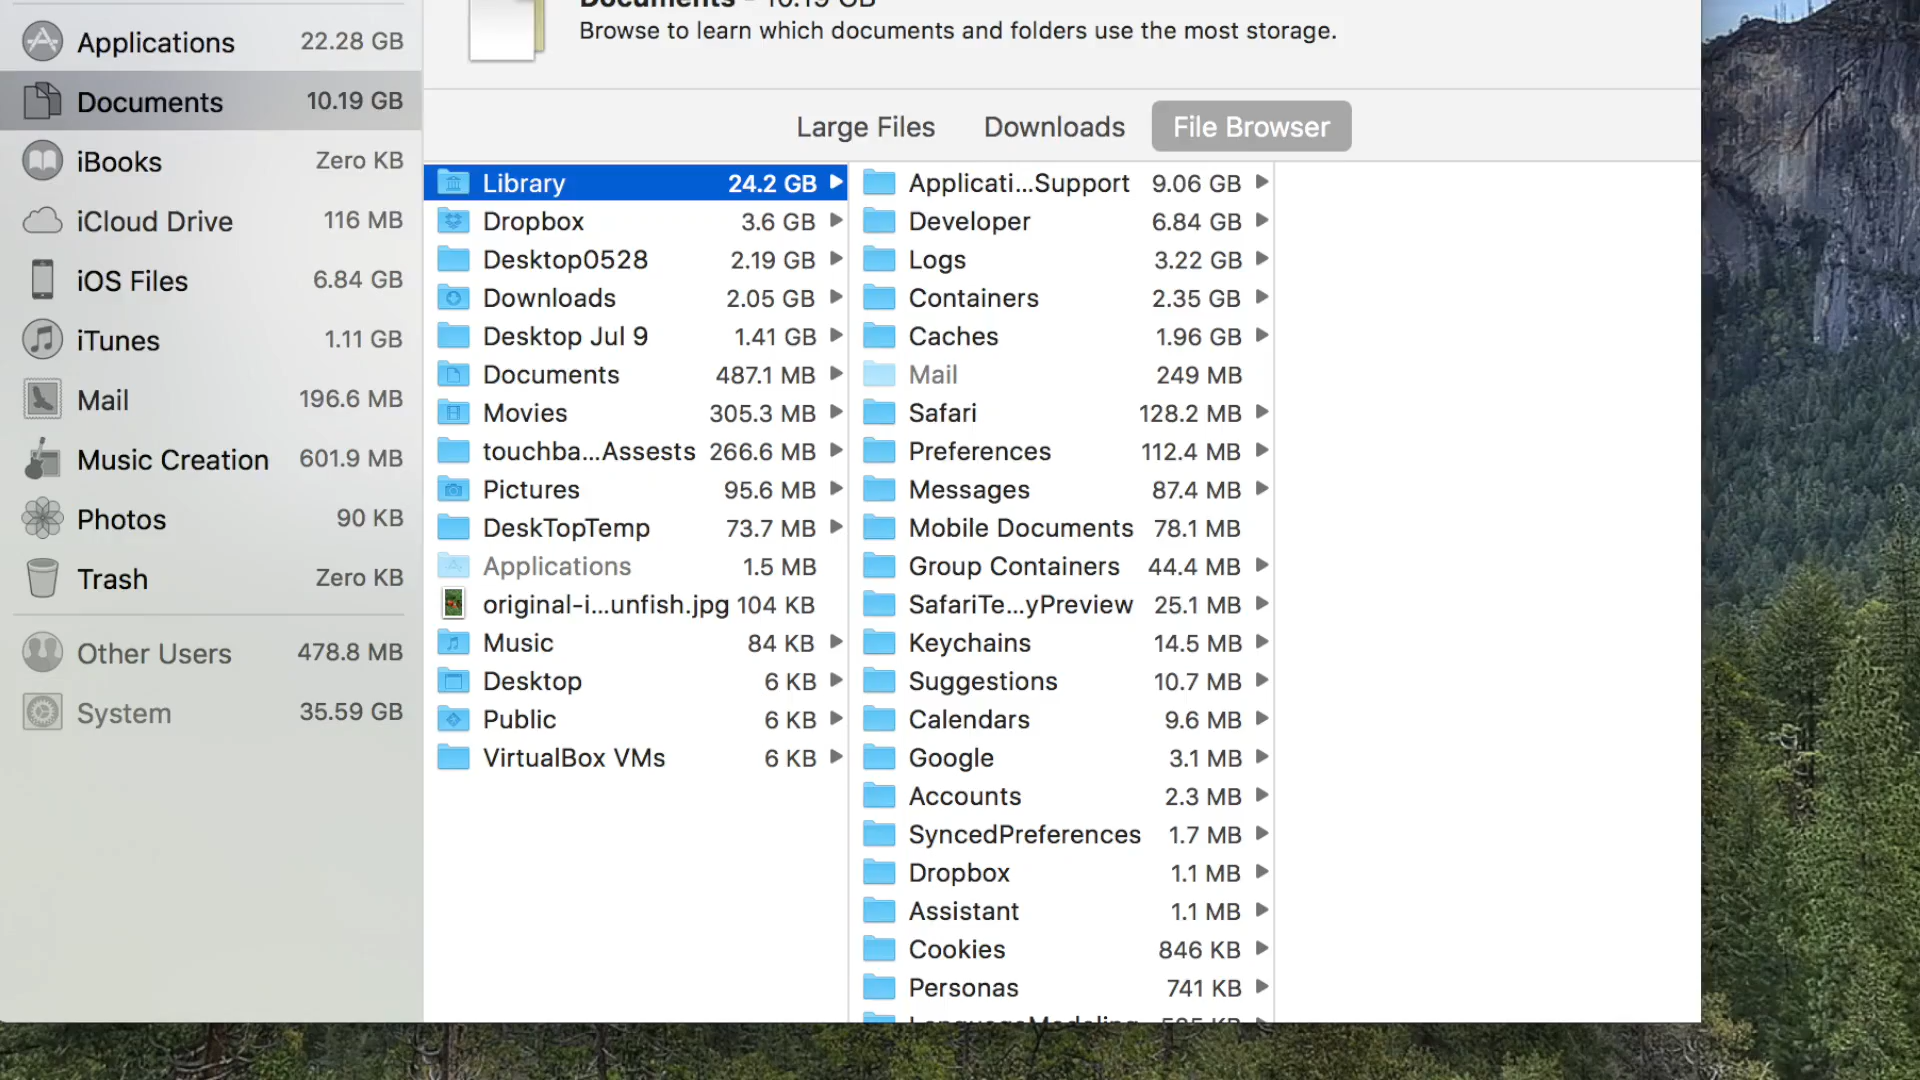 Documents - 10.19 GB
Browse to learn which documents and folders use the most storage.
Applications 22.28 GB
Documents 10.19 GB
iBooks Zero KB
iCloud Drive 116 MB
iOS Files 6.84 GB
iTunes 1.11 GB
Mail 196.6 MB
Music Creation 601.9 MB
Photos 90 KB
Trash Zero KB
Other Users 478.8 MB
System 35.59 GB
Large Files Downloads File Browser
Library 24.2 GB
Dropbox 3.6 GB
Desktop0528 2.19 GB
Downloads 2.05 GB
Desktop Jul 9 1.41 GB
Documents 487.1 MB
Movies 305.3 MB
touchba...Assests 266.6 MB
Pictures 95.6 MB
DeskTopTemp 73.7 MB
Applications 1.5 MB
original-i...unfish.jpg 104 KB
Music 84 KB
Desktop 6 KB
Public 6 KB
VirtualBox VMs 6 KB
Applicati...Support 9.06 GB
Developer 6.84 GB
Logs 3.22 GB
Containers 2.35 GB
Caches 1.96 GB
Mail 249 MB
Safari 128.2 MB
Preferences 112.4 MB
Messages 87.4 MB
Mobile Documents 78.1 MB
Group Containers 44.4 MB
SafariTe...yPreview 25.1 MB
Keychains 14.5 MB
Suggestions 10.7 MB
Calendars 9.6 MB
Google 3.1 MB
Accounts 2.3 MB
SyncedPreferences 1.7 MB
Dropbox 1.1 MB
Assistant 1.1 MB
Cookies 846 KB
Personas 741 KB
LanguageModeling